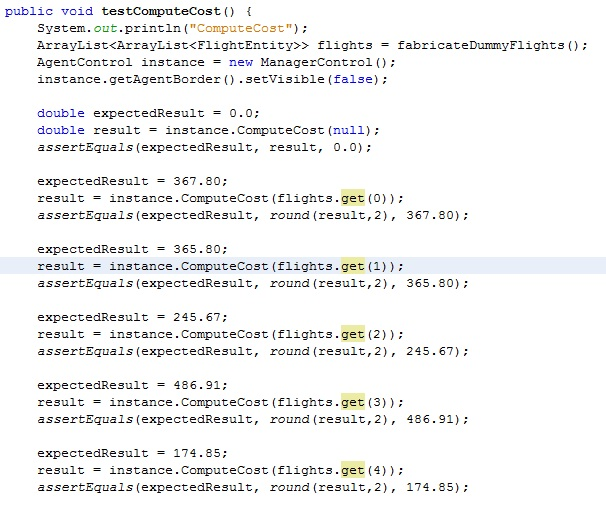 public void testComputeCost() {
System.out.println("ComputeCost");
ArrayList<ArrayList<FlightEntity>> flights = fabricateDummyFlights();
AgentControl instance = new ManagerControl();
instance.getAgentBorder().setVisible(false);
double expectedResult = 0.0;
double result = instance.ComputeCost(null);
assertEquals(expectedResult, result, 0.0);
expectedResult = 367.80;
result = instance.ComputeCost(flights.get(0));
assertEquals(expectedResult, round(result,2), 367.80);
expectedResult = 365.80;
result = instance.ComputeCost(flights.get(1));
assertEquals(expectedResult, round(result,2), 365.80);
expectedResult = 245.67;
result = instance.ComputeCost(flights.get(2));
assertEquals(expectedResult, round(result,2), 245.67);
expectedResult = 486.91;
result = instance.ComputeCost(flights.get(3));
assertEquals(expectedResult, round(result,2), 486.91);
expectedResult = 174.85;
result = instance.ComputeCost(flights.get(4));
assertEquals(expectedResult, round(result,2), 174.85);